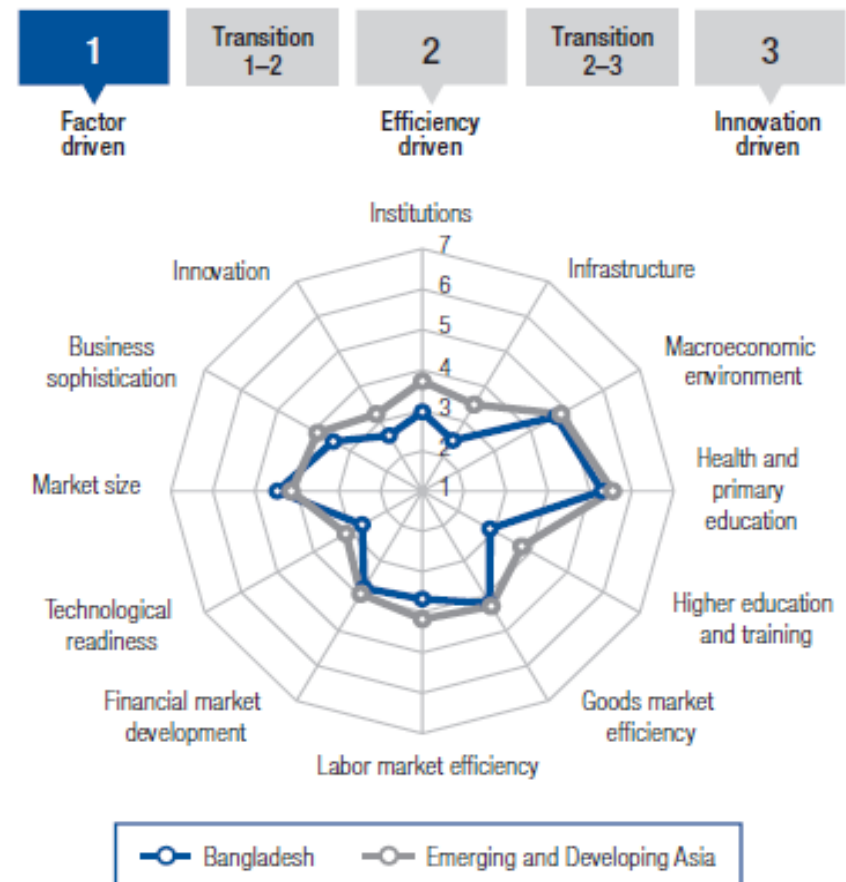 1
Transition
1–2
2
Transition
2–3
3
Factor
driven
Efficiency
driven
Innovation
driven
Institutions
7
Innovation
Infrastructure
6
5
Business
sophistication
Macroeconomic
environment
4
3
2
Market size
1
Health and
primary
education
Technological
readiness
Higher education
and training
Financial market
development
Goods market
efficiency
Labor market efficiency
Bangladesh
Emerging and Developing Asia